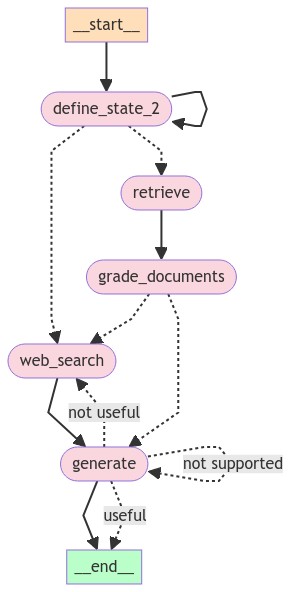 __start__
define_state_2
retrieve
grade_documents
web_search
not useful
generate
not supported
useful
__end__